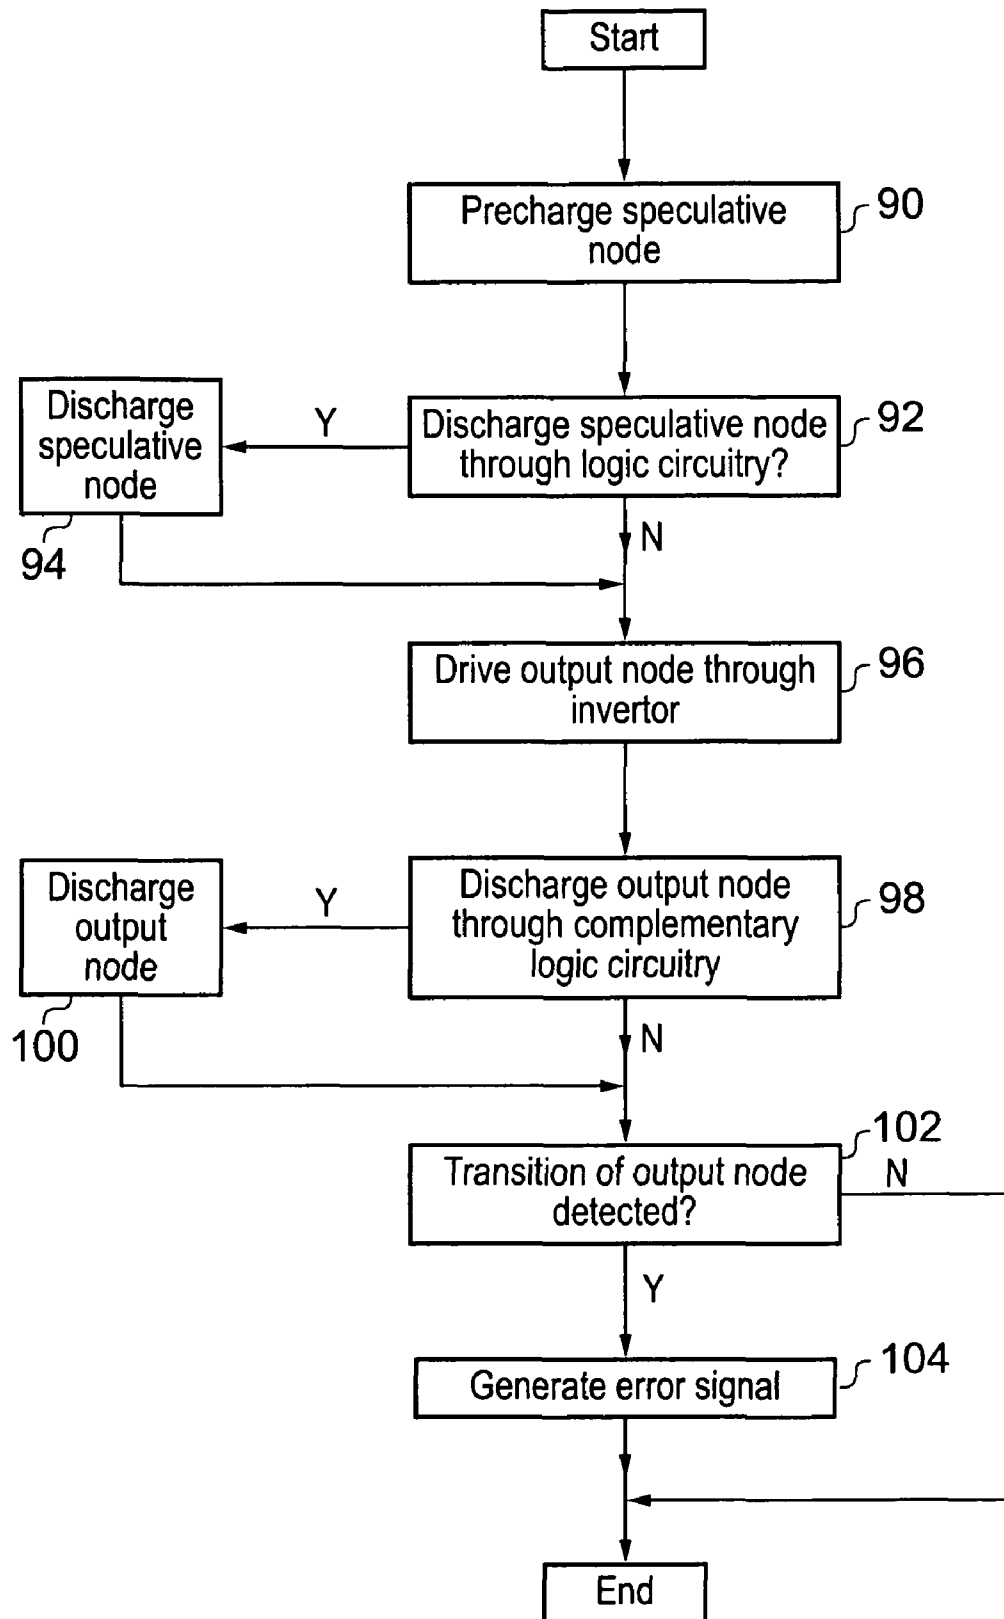 Start
Precharge speculative
node
90
Discharge speculative node
through logic circuitry?
92
Y
Discharge
speculative
node
94
N
Drive output node through
invertor
96
Discharge output node
through complementary
logic circuitry
98
Y
Discharge
output
node
100
N
Transition of output node
detected?
102
N
Y
Generate error signal
104
End